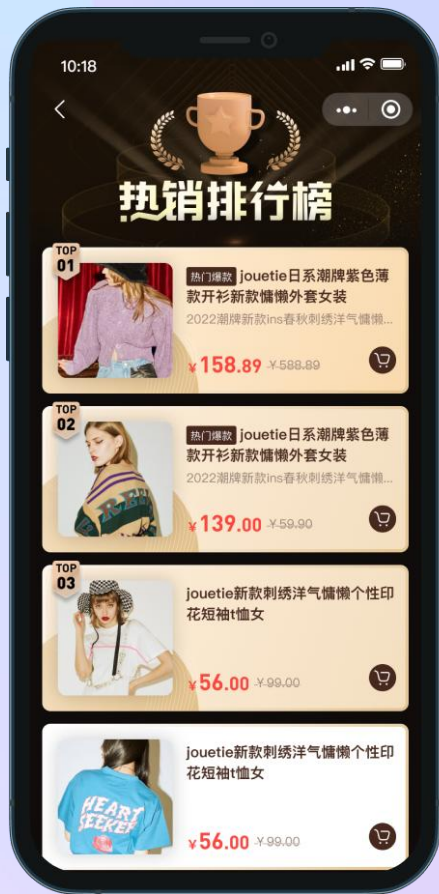 10:18
热销排行榜
TOP
01
热门爆款 jouetie日系潮牌紫色薄
款开衫新款慵懒外套女装
2022潮牌新款ins春秋刺绣洋气慵懒...
¥158.89 ¥588.89
TOP
02
热门爆款 jouetie日系潮牌紫色薄
款开衫新款慵懒外套女装
2022潮牌新款ins春秋刺绣洋气慵懒...
¥139.00 ¥59.90
TOP
03
jouetie新款刺绣洋气慵懒个性印
花短袖t恤女
¥56.00 ¥99.00
HEART
SEEKER
jouetie新款刺绣洋气慵懒个性印
花短袖t恤女
¥56.00 ¥99.00